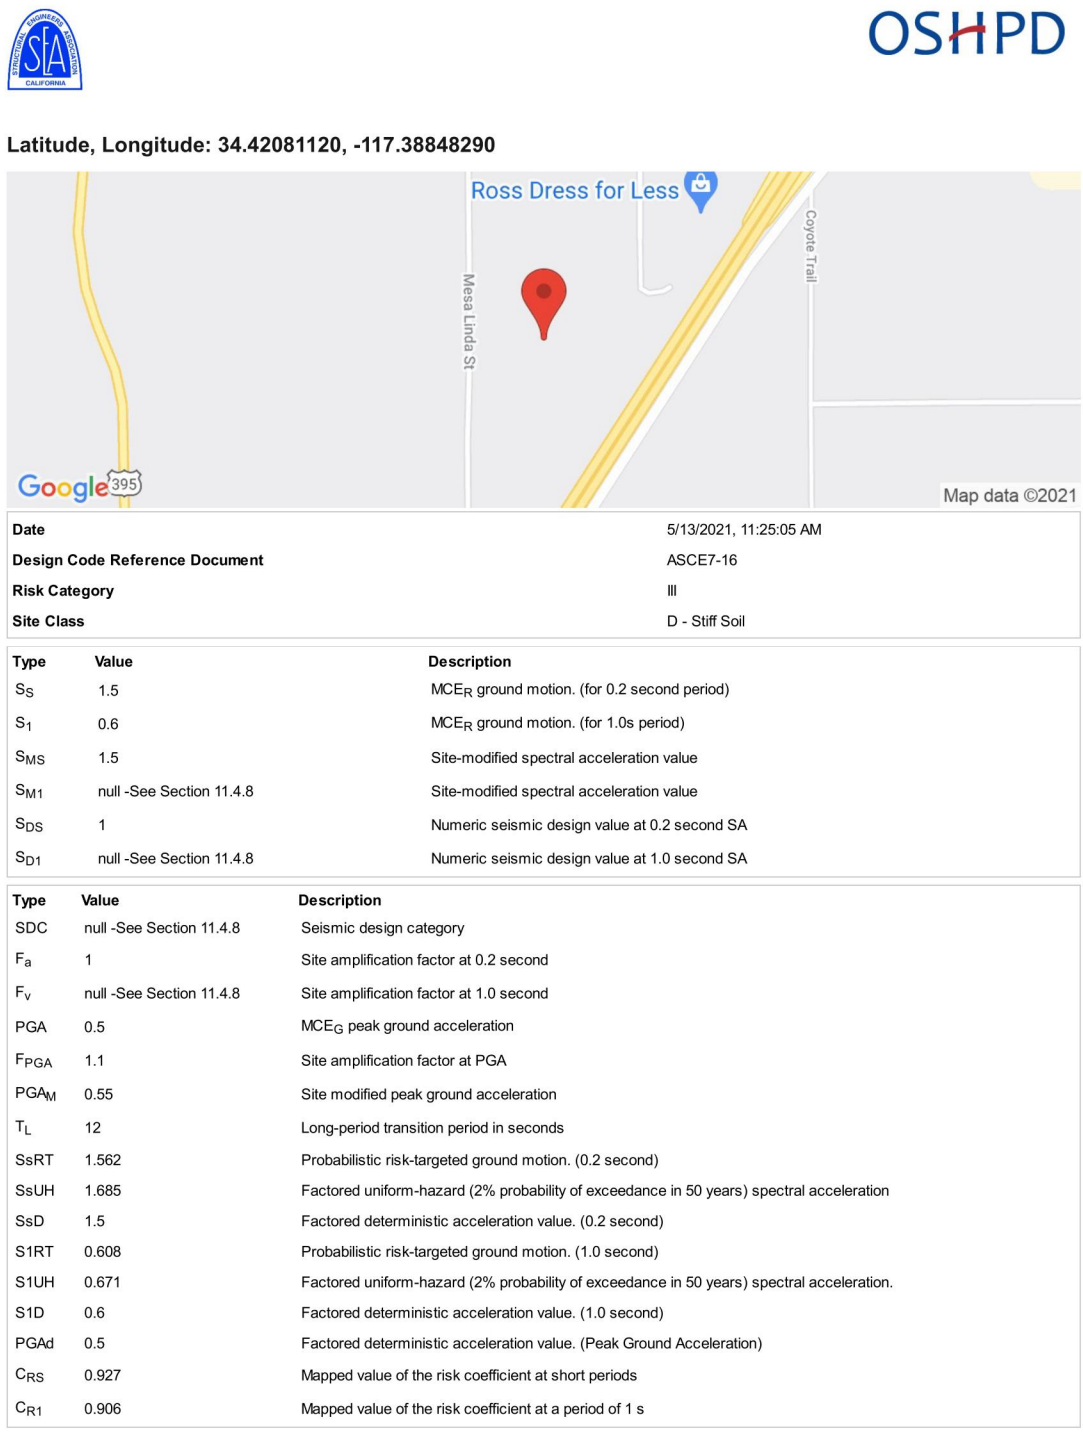 STRUCTURAL ENGINEERS ASSOCIATION
SEA
CALIFORNIA
OSHPD
Latitude, Longitude: 34.42081120, -117.38848290
Ross Dress for Less
Coyote Trail
Mesa Linda St
Google
395
Map data ©2021
Date 5/13/2021, 11:25:05 AM
Design Code Reference Document ASCE7-16
Risk Category III
Site Class D - Stiff Soil
Type Value Description
SS 1.5 MCER ground motion. (for 0.2 second period)
S1 0.6 MCER ground motion. (for 1.0s period)
SMS 1.5 Site-modified spectral acceleration value
SM1 null -See Section 11.4.8 Site-modified spectral acceleration value
SDS 1 Numeric seismic design value at 0.2 second SA
SD1 null -See Section 11.4.8 Numeric seismic design value at 1.0 second SA
Type Value Description
SDC null -See Section 11.4.8 Seismic design category
Fa 1 Site amplification factor at 0.2 second
Fv null -See Section 11.4.8 Site amplification factor at 1.0 second
PGA 0.5 MCEG peak ground acceleration
FPGA 1.1 Site amplification factor at PGA
PGAM 0.55 Site modified peak ground acceleration
TL 12 Long-period transition period in seconds
SsRT 1.562 Probabilistic risk-targeted ground motion. (0.2 second)
SsUH 1.685 Factored uniform-hazard (2% probability of exceedance in 50 years) spectral acceleration
SsD 1.5 Factored deterministic acceleration value. (0.2 second)
S1RT 0.608 Probabilistic risk-targeted ground motion. (1.0 second)
S1UH 0.671 Factored uniform-hazard (2% probability of exceedance in 50 years) spectral acceleration.
S1D 0.6 Factored deterministic acceleration value. (1.0 second)
PGAd 0.5 Factored deterministic acceleration value. (Peak Ground Acceleration)
CRS 0.927 Mapped value of the risk coefficient at short periods
CR1 0.906 Mapped value of the risk coefficient at a period of 1 s